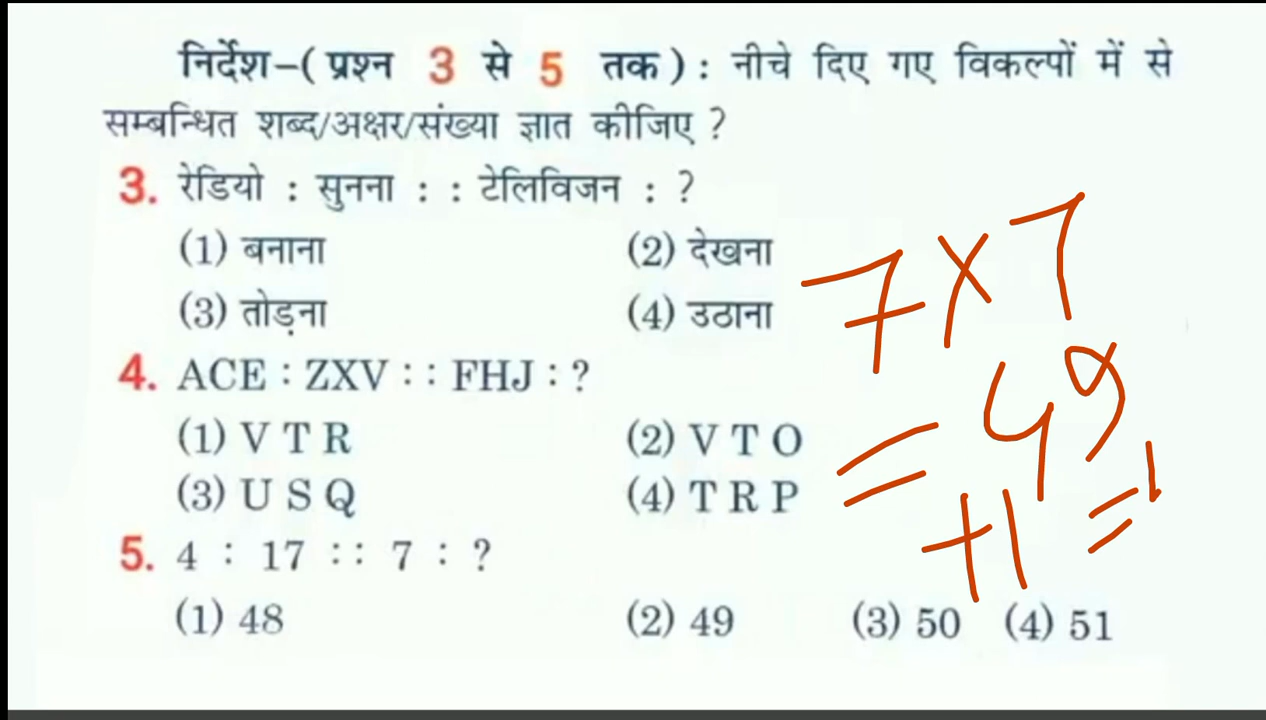 निर्देश–( प्रश्न 3 से 5 तक ) : नीचे दिए गए विकल्पों में से
सम्बन्धित शब्द/अक्षर/संख्या ज्ञात कीजिए ?
3. रेडियो : सुनना : : टेलिविजन : ?
(1) बनाना (2) देखना
(3) तोड़ना (4) उठाना
4. ACE : ZXV : : FHJ : ?
(1) V T R (2) V T O
(3) U S Q (4) T R P
5. 4 : 17 :: 7 : ?
(1) 48 (2) 49 (3) 50 (4) 51
7 x 7
= 49
+1 =